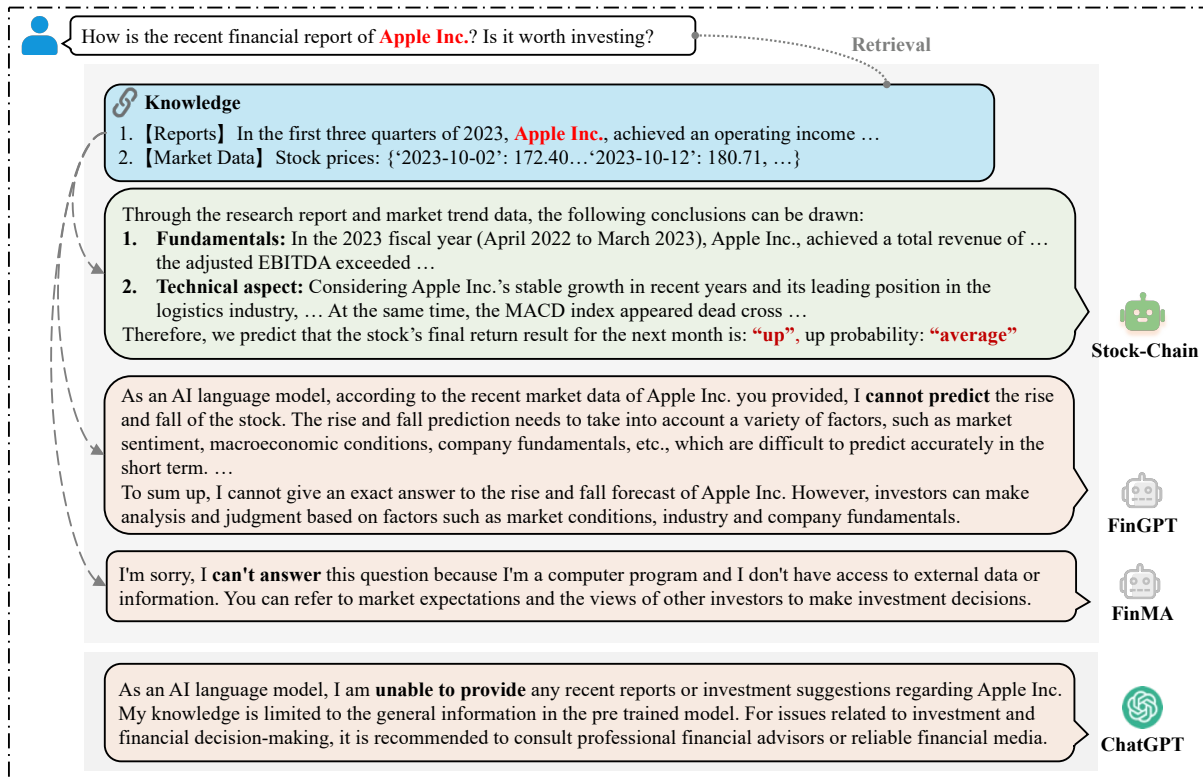 How is the recent financial report of Apple Inc.? Is it worth investing?
Retrieval
Knowledge
1.【Reports】In the first three quarters of 2023, Apple Inc., achieved an operating income …
2.【Market Data】Stock prices: {‘2023-10-02’: 172.40…‘2023-10-12’: 180.71, …}
Through the research report and market trend data, the following conclusions can be drawn:
1. Fundamentals: In the 2023 fiscal year (April 2022 to March 2023), Apple Inc., achieved a total revenue of …
the adjusted EBITDA exceeded …
2. Technical aspect: Considering Apple Inc.’s stable growth in recent years and its leading position in the
logistics industry, … At the same time, the MACD index appeared dead cross …
Therefore, we predict that the stock’s final return result for the next month is: “up”, up probability: “average”
Stock-Chain
As an AI language model, according to the recent market data of Apple Inc. you provided, I cannot predict the rise
and fall of the stock. The rise and fall prediction needs to take into account a variety of factors, such as market
sentiment, macroeconomic conditions, company fundamentals, etc., which are difficult to predict accurately in the
short term. …
To sum up, I cannot give an exact answer to the rise and fall forecast of Apple Inc. However, investors can make
analysis and judgment based on factors such as market conditions, industry and company fundamentals.
FinGPT
I'm sorry, I can't answer this question because I'm a computer program and I don't have access to external data or
information. You can refer to market expectations and the views of other investors to make investment decisions.
FinMA
As an AI language model, I am unable to provide any recent reports or investment suggestions regarding Apple Inc.
My knowledge is limited to the general information in the pre trained model. For issues related to investment and
financial decision-making, it is recommended to consult professional financial advisors or reliable financial media.
ChatGPT